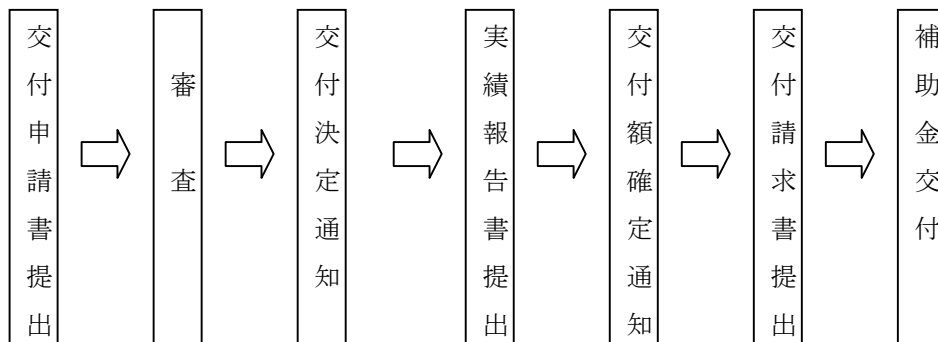 交付申請書提出
審査
交付決定通知
実績報告書提出
交付額確定通知
交付請求書提出
補助金交付